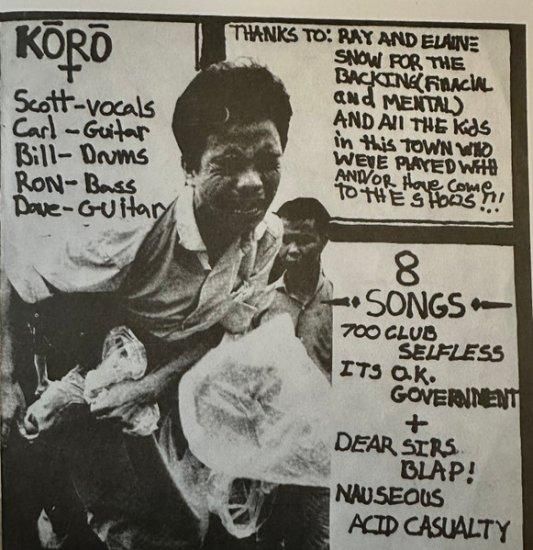 KŌRŌ
Scott-vocals
Carl-Guitar
Bill-Drums
RON-Bass
Dave-Guitar
THANKS TO: RAY AND ELAINE
SNOW FOR THE
BACKING(FINACIAL
and MENTAL)
AND All THE KidS
in this TOWN WHO
WEVE PLAYED WITH
AND/OR Have Come
TO THE SHOWS!!!
8
SONGS
700 CLUB
SELFLESS
ITS O.K.
GOVERNMENT
+
DEAR SIRS
BLAP!
NAUSEOUS
ACID CASUALTY